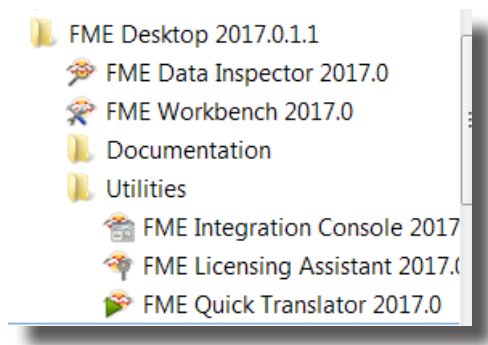 FME Desktop 2017.0.1.1
FME Data Inspector 2017.0
FME Workbench 2017.0
Documentation
Utilities
FME Integration Console 2017
FME Licensing Assistant 2017.0
FME Quick Translator 2017.0